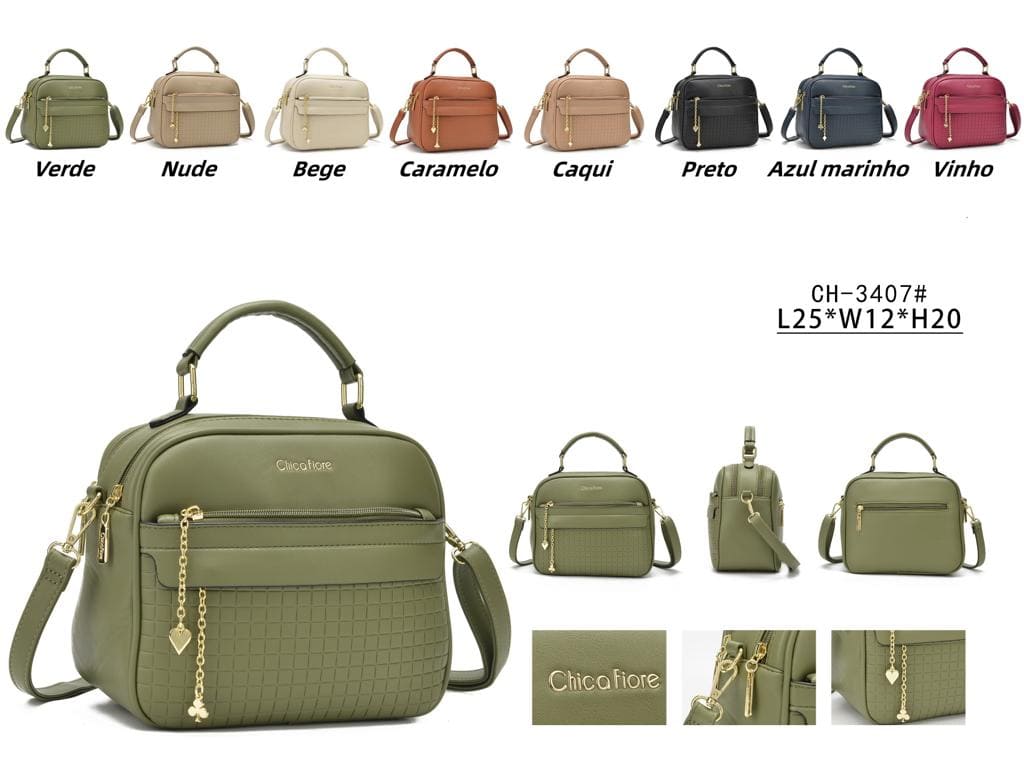 Verde
Nude
Bege
Caramelo
Caqui
Preto
Azul marinho
Vinho
CH-3407#
L25*W12*H20
Chicafiore
Chicafiore